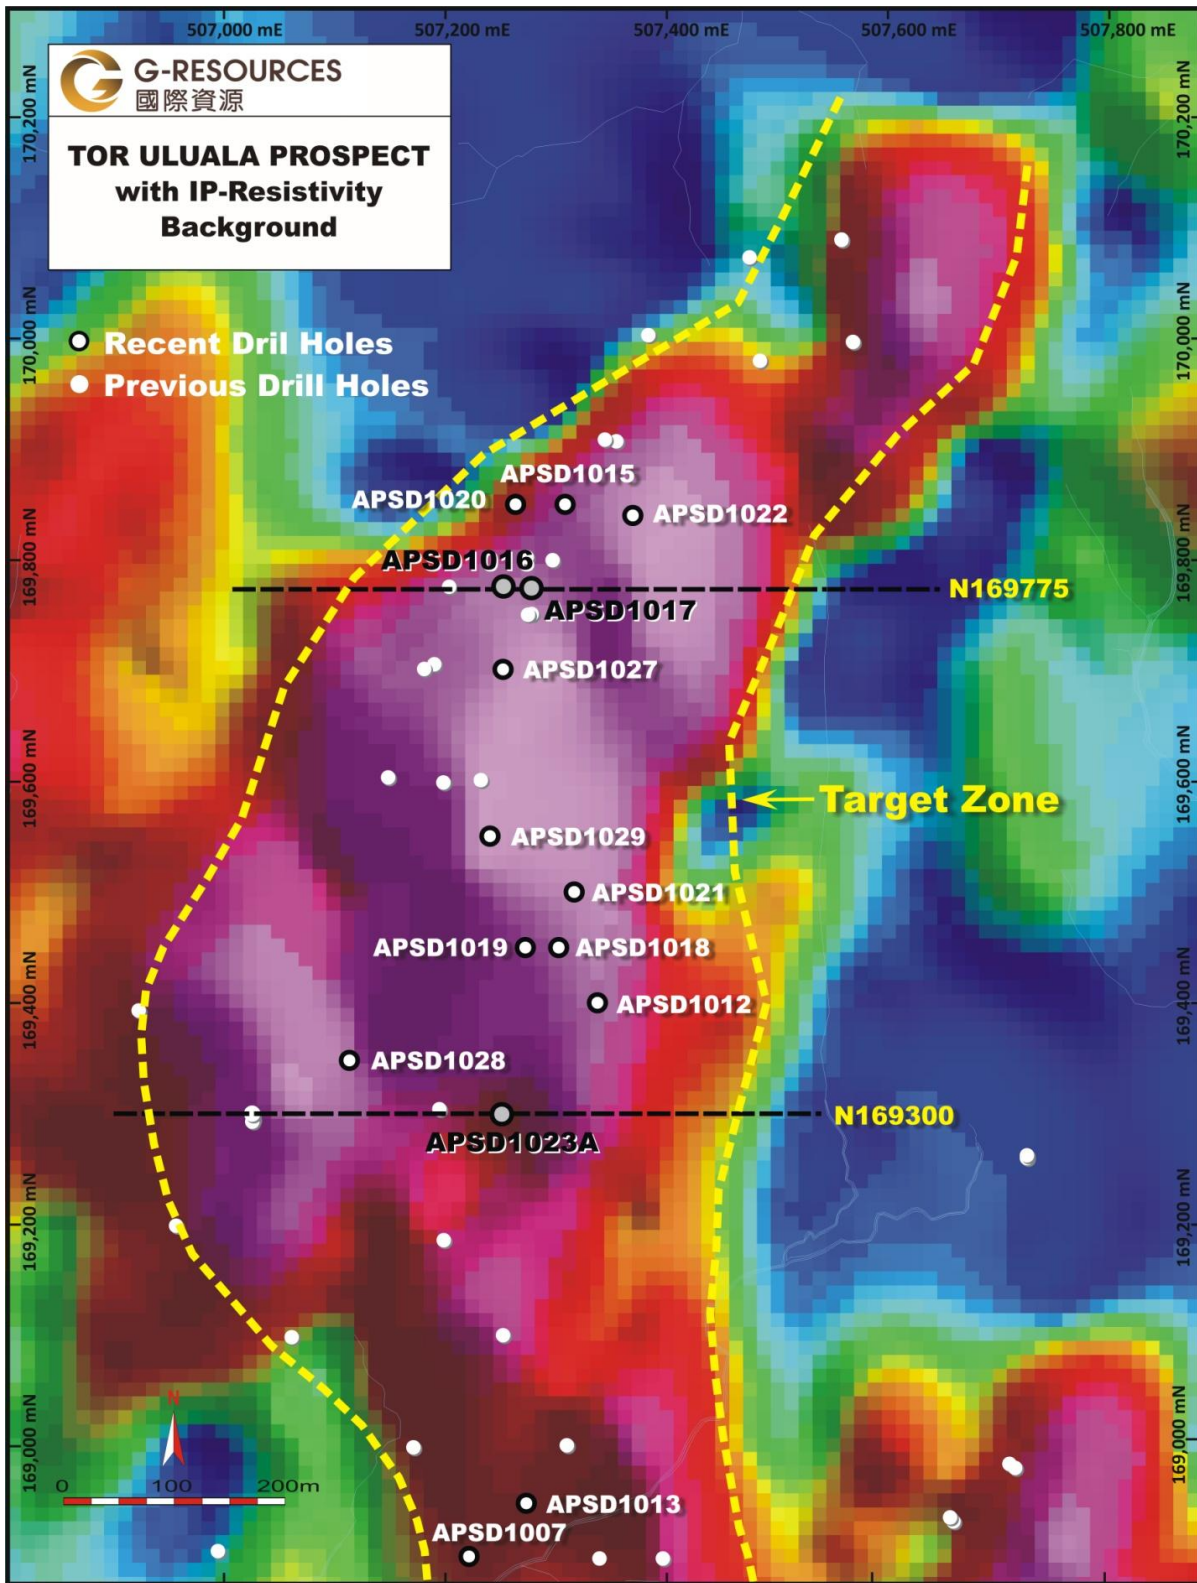 507,000 mE
507,200 mE
507,400 mE
507,600 mE
507,800 mE
G-RESOURCES
國際資源
TOR ULUALA PROSPECT
with IP-Resistivity
Background
170,200 mN
170,200 mN
Recent Dril Holes
Previous Drill Holes
170,000 mN
170,000 mN
APSD1015
APSD1020
APSD1022
APSD1016
169,800 mN
169,800 mN
N169775
APSD1017
APSD1027
169,600 mN
169,600 mN
Target Zone
APSD1029
APSD1021
APSD1019
APSD1018
169,400 mN
169,400 mN
APSD1012
APSD1028
N169300
APSD1023A
169,200 mN
169,200 mN
N
169,000 mN
169,000 mN
0 100 200m
APSD1013
APSD1007